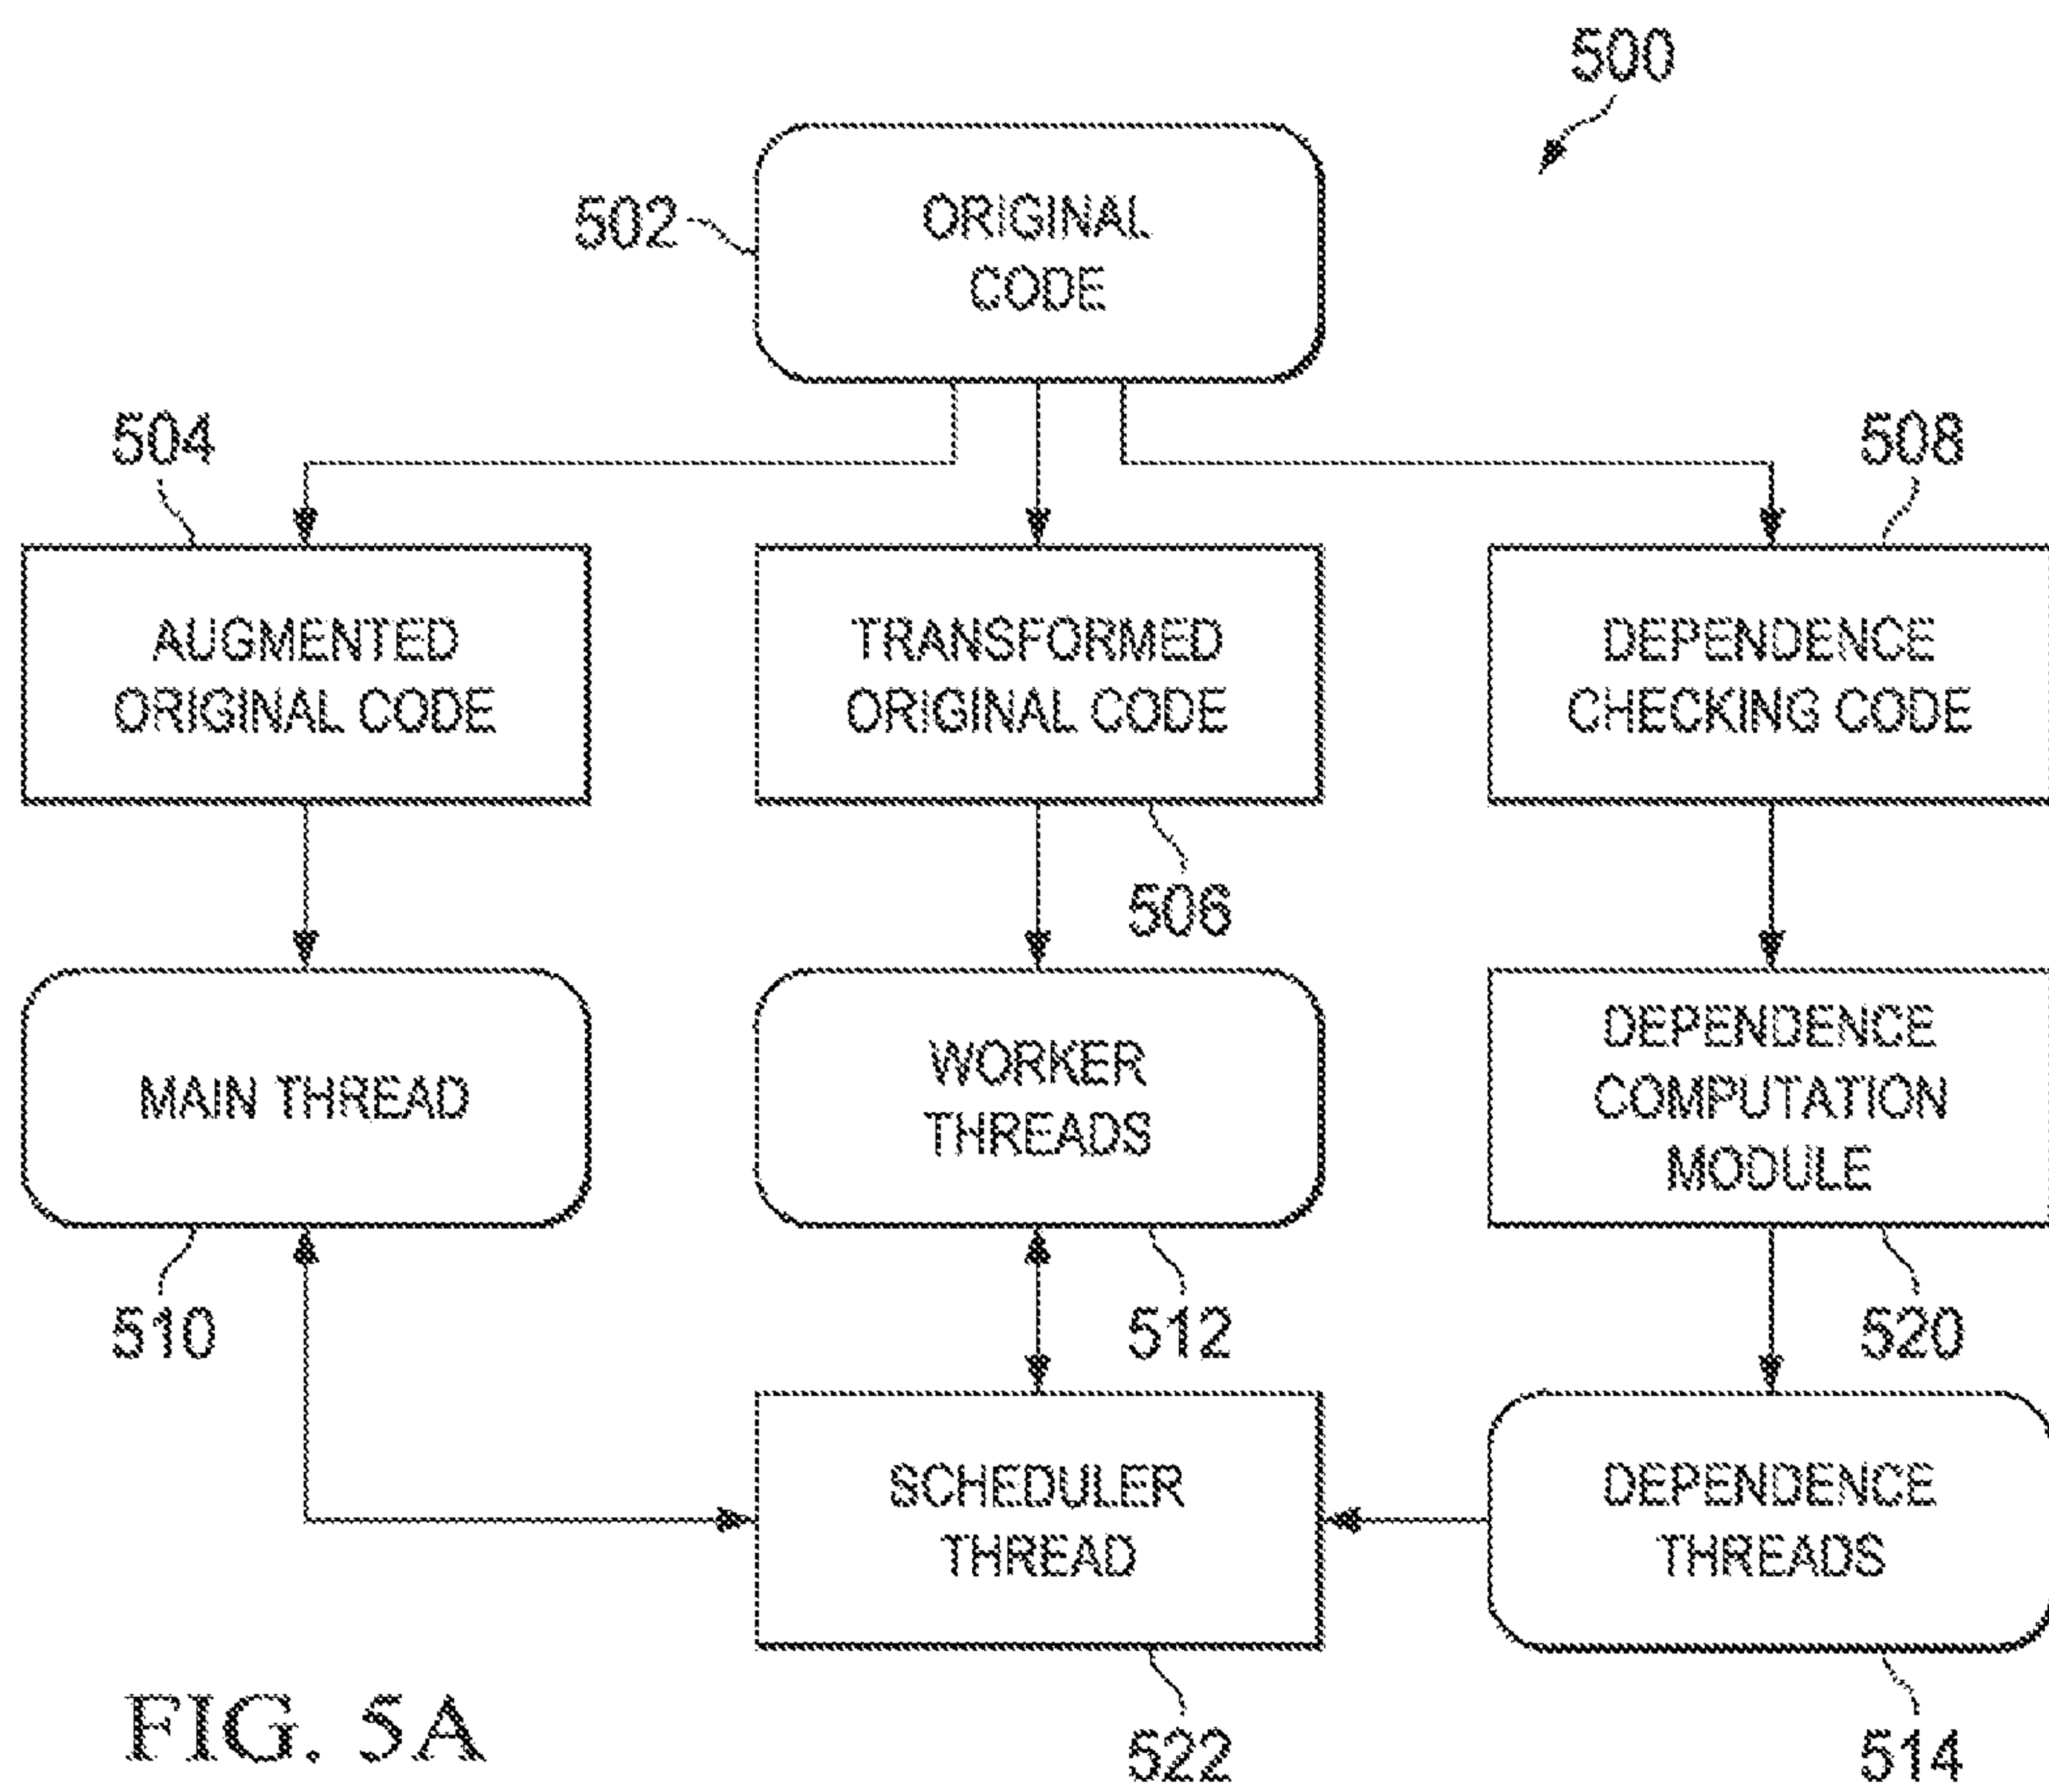 500
502
ORIGINAL
CODE
504
508
AUGMENTED
ORIGINAL CODE
TRANSFORMED
ORIGINAL CODE
DEPENDENCE
CHECKING CODE
506
MAIN THREAD
WORKER
THREADS
DEPENDENCE
COMPUTATION
MODULE
510
512
520
SCHEDULER
THREAD
DEPENDENCE
THREADS
522
514
FIG. 5A